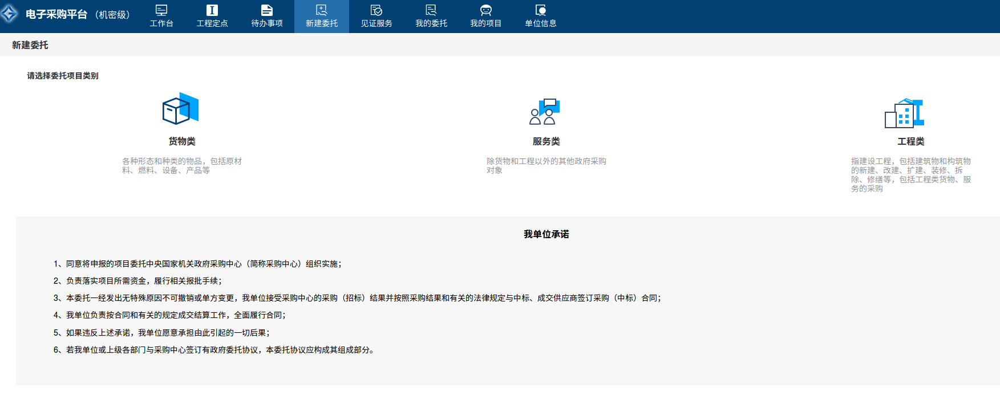 电子采购平台（机密级）
工作台
工程定点
待办事项
新建委托
见证服务
我的委托
我的项目
单位信息
新建委托
请选择委托项目类别
货物类
各种形态和种类的物品，包括原材
料、燃料、设备、产品等
服务类
除货物和工程以外的其他政府采购
对象
工程类
指建设工程，包括建筑物和构筑物
的新建、改建、扩建、装修、拆
除、修缮等，包括工程类货物、服
务的采购
我单位承诺
1、同意将申报的项目委托中央国家机关政府采购中心（简称采购中心）组织实施；
2、负责落实项目所需资金，履行相关报批手续；
3、本委托一经发出无特殊原因不可撤销或单方变更，我单位接受采购中心的采购（招标）结果并按照采购结果和有关的法律规定与中标、成交供应商签订采购（中标）合同；
4、我单位负责按合同和有关的规定成交结算工作，全面履行合同；
5、如果违反上述承诺，我单位愿意承担由此引起的一切后果；
6、若我单位或上级各部门与采购中心签订有政府委托协议，本委托协议应构成其组成部分。